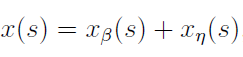 x(s) = x_β(s) + x_η(s)